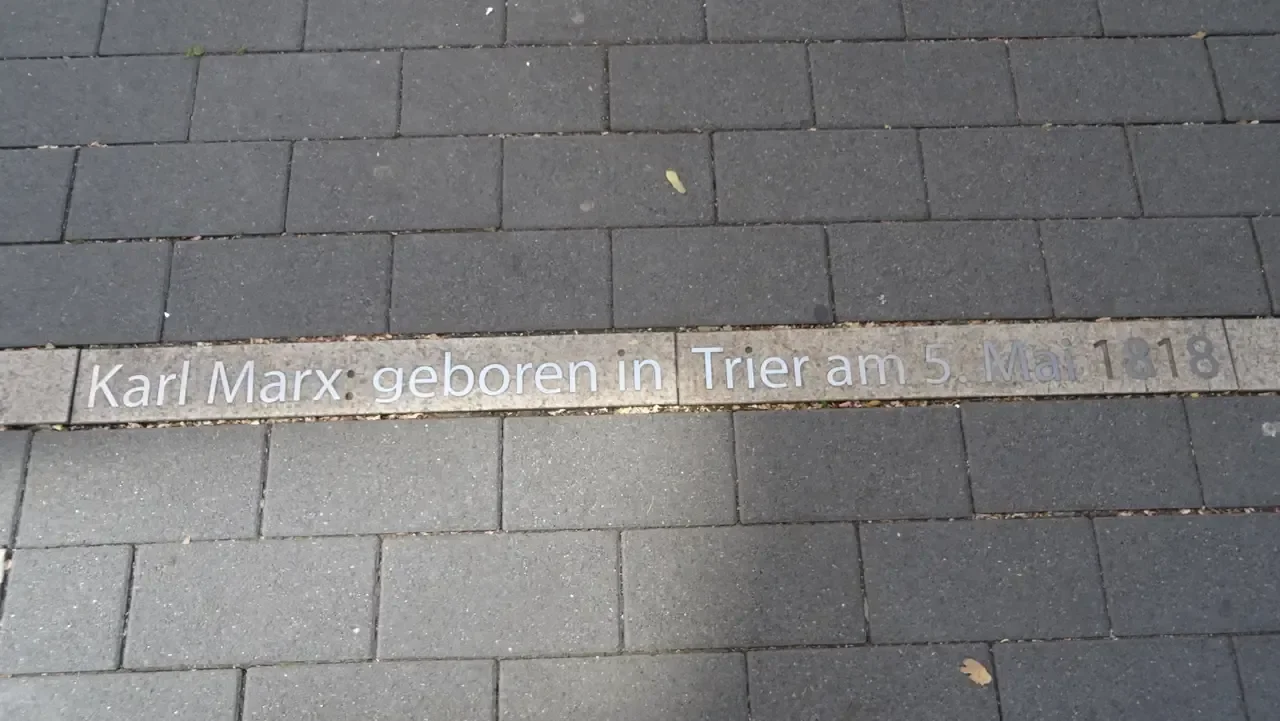 Karl Marx geboren in Trier am 5. Mai 1818